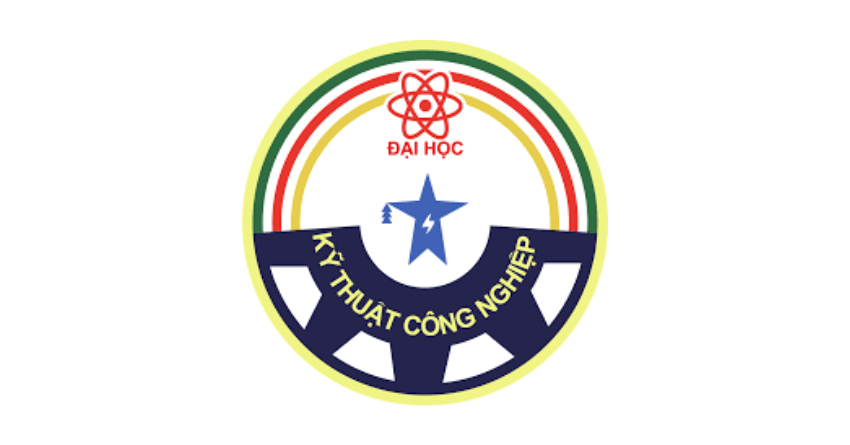 ĐẠI HỌC
KỸ THUẬT CÔNG NGHIỆP